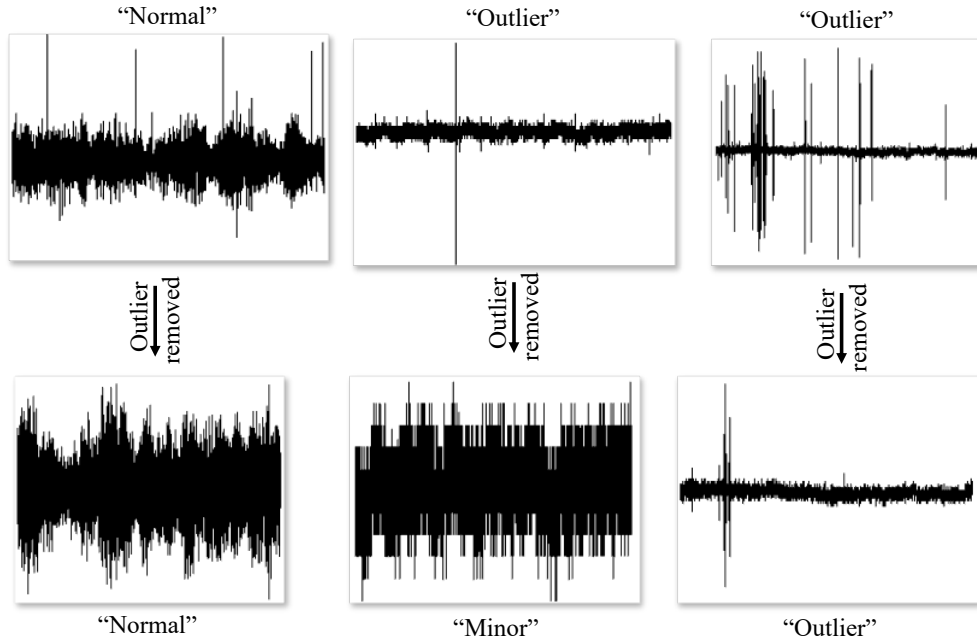 “Normal”
“Outlier”
“Outlier”
Outlier
removed
Outlier
removed
Outlier
removed
“Normal”
“Minor”
“Outlier”